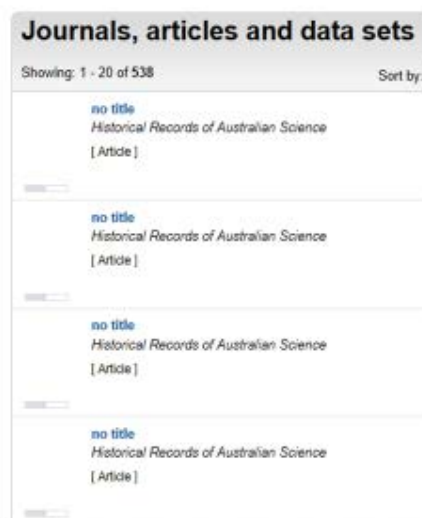 Journals, articles and data sets
Showing: 1 - 20 of 538 Sort by:
no title
Historical Records of Australian Science
[ Article ]
no title
Historical Records of Australian Science
[ Article ]
no title
Historical Records of Australian Science
[ Article ]
no title
Historical Records of Australian Science
[ Article ]